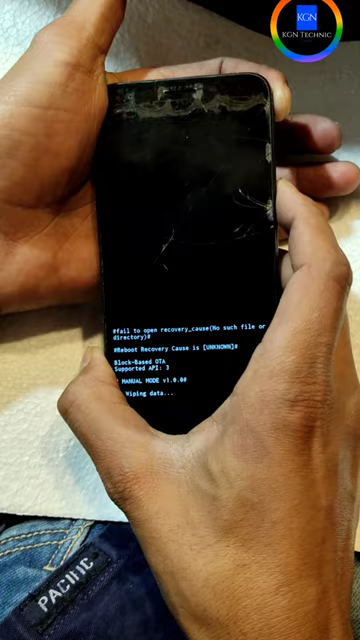 KGN
KGN TECHNIC
#fail to open recovery_cause(No such file or
directory)#
#Reboot Recovery Cause is [UNKNOWN]#
Block-Based OTA
Supported API: 3
MANUAL MODE v1.0.0#
Wiping data...
PACIFIC